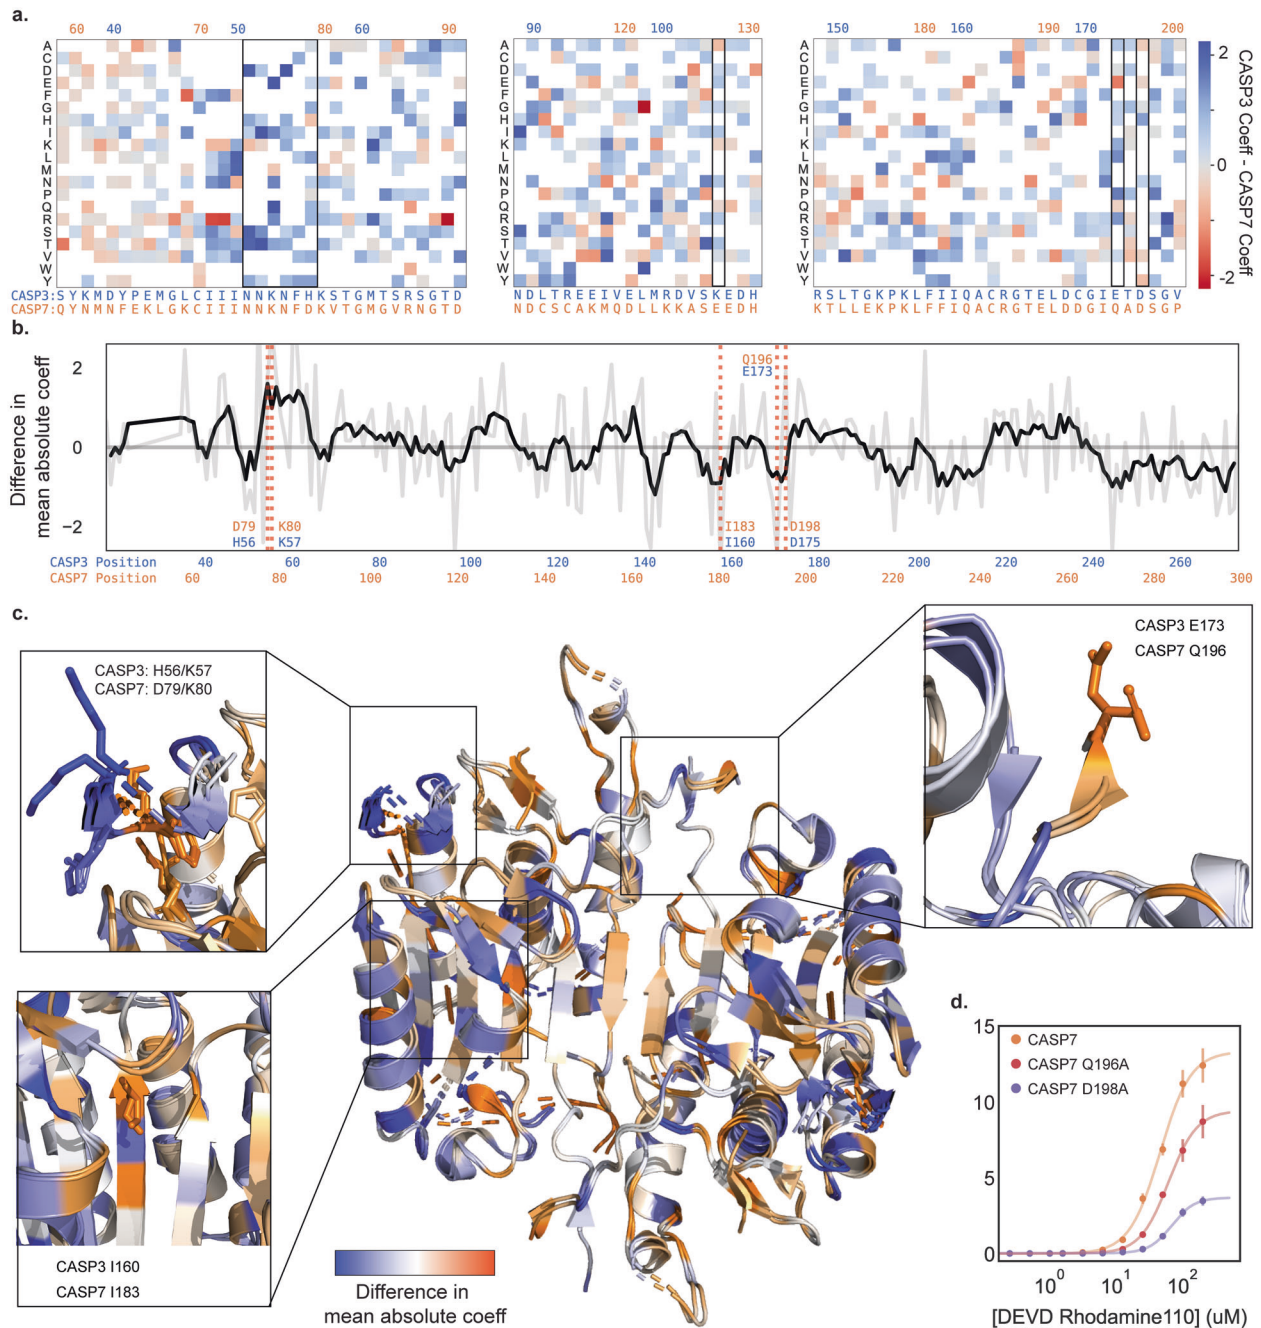 a.
60 40 70 50 80 60 90
90 120 100 130
150 180 160 190 170 200
A
C
D
E
F
G
H
I
K
L
M
N
P
Q
R
S
T
V
W
Y
A
C
D
E
F
G
H
I
K
L
M
N
P
Q
R
S
T
V
W
Y
A
C
D
E
F
G
H
I
K
L
M
N
P
Q
R
S
T
V
W
Y
2
1
0
-1
-2
CASP3 Coeff - CASP7 Coeff
CASP3: S Y K M D Y P E M G L C I I I N N K N F H K S T G M T S R S G T D
CASP7: Q Y N M N F E K L G K C I I I N N K N F D K V T G M G V R N G T D
N D L T R E E I V E L M R D V S K E D H
N D C S C A K M Q D L L K K A S E E D H
R S L T G K P K L F I I Q A C R G T E L D C G I E T D S G V
K T L L E K P K L F F I Q A C R G T E L D D G I Q A D S G P
b.
Difference in
mean absolute coeff
2
0
−2
Q196
E173
D79 K80
H56 K57
I183 D198
I160 D175
CASP3 Position 40 60 80 100 120 140 160 180 200 220 240 260
CASP7 Position 60 80 100 120 140 160 180 200 220 240 260 280 300
c.
CASP3: H56/K57
CASP7: D79/K80
CASP3 E173
CASP7 Q196
CASP3 I160
CASP7 I183
Difference in
mean absolute coeff
d.
15
10
5
0
CASP7
CASP7 Q196A
CASP7 D198A
10⁰ 10¹ 10²
[DEVD Rhodamine110] (uM)